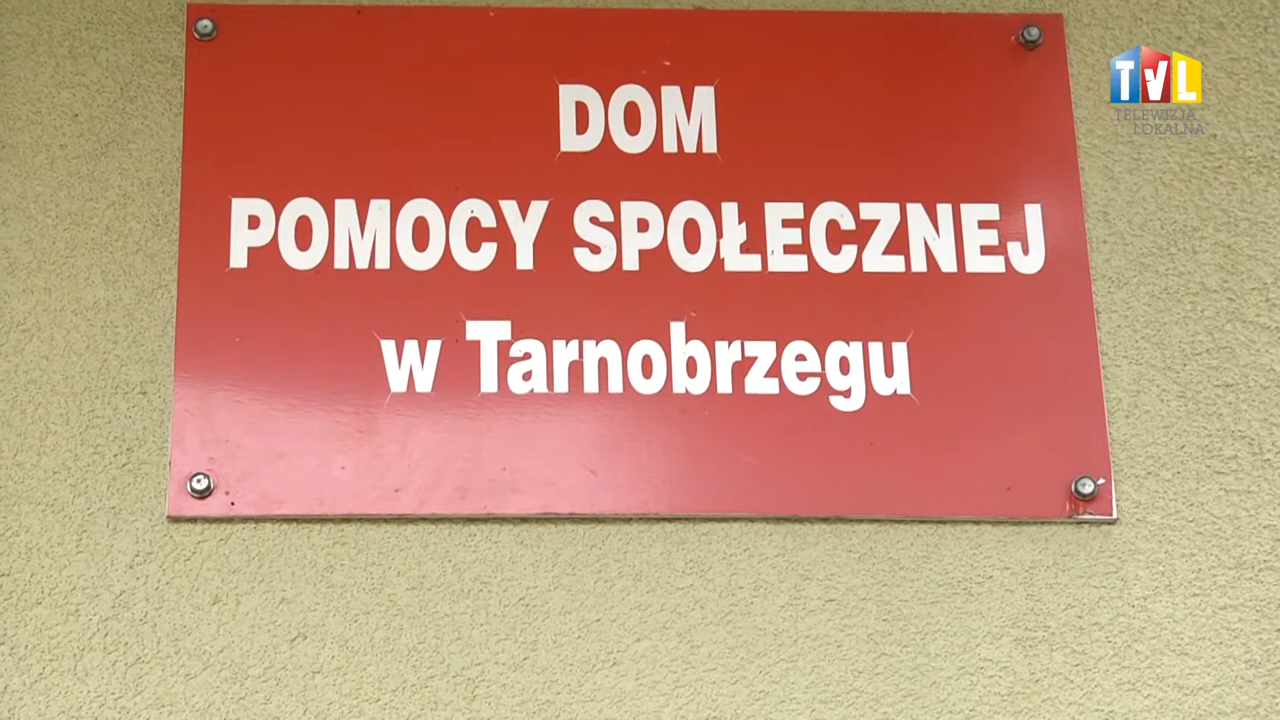 DOM
POMOCY SPOŁECZNEJ
w Tarnobrzegu
TVL
TELEWIZJA
LOKALNA